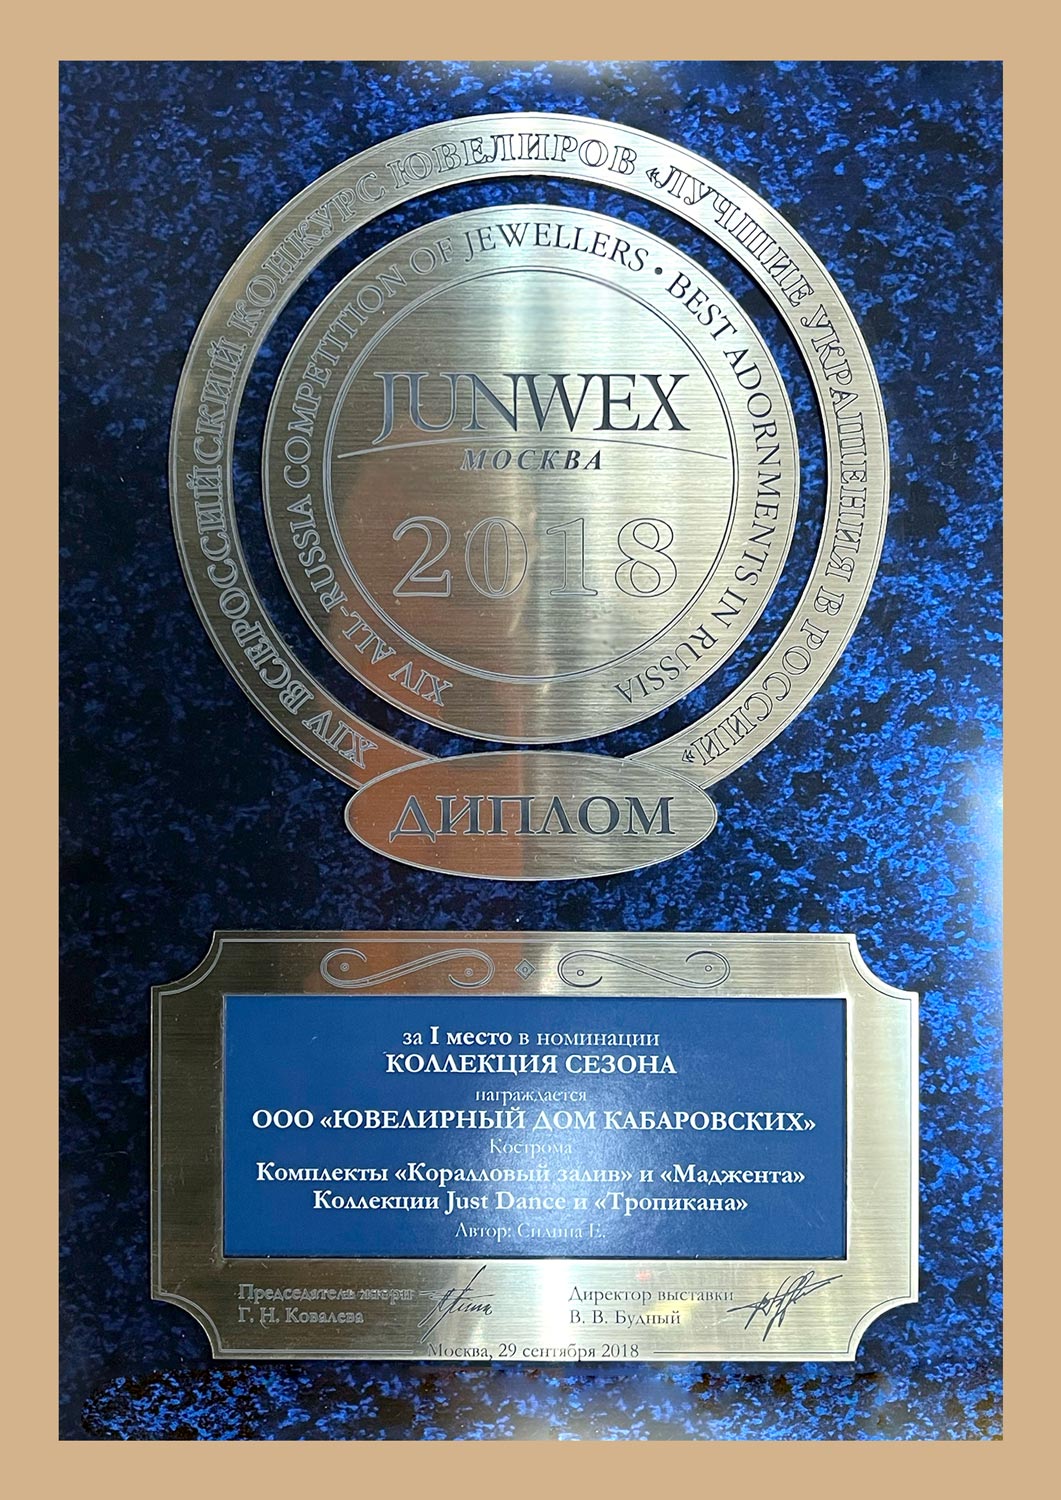 XIV ВСЕРОССИЙСКИЙ КОНКУРС ЮВЕЛИРОВ «ЛУЧШИЕ УКРАШЕНИЯ В РОССИИ»
XIV ALL-RUSSIA COMPETITION OF JEWELLERS • BEST ADORNMENTS IN RUSSIA
JUNWEX
МОСКВА
2018
ДИПЛОМ
за I место в номинации
КОЛЛЕКЦИЯ СЕЗОНА
награждается
ООО «ЮВЕЛИРНЫЙ ДОМ КАБАРОВСКИХ»
Кострома
Комплекты «Коралловый залив» и «Маджента»
Коллекции Just Dance и «Тропикана»
Автор: Силина Е.
Председатель жюри
Г. Н. Ковалева
Директор выставки
В. В. Будный
Москва, 29 сентября 2018